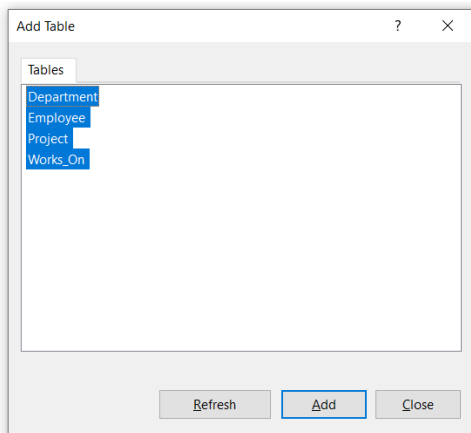 Add Table ?
Tables
Department
Employee
Project
Works_On
Refresh Add Close